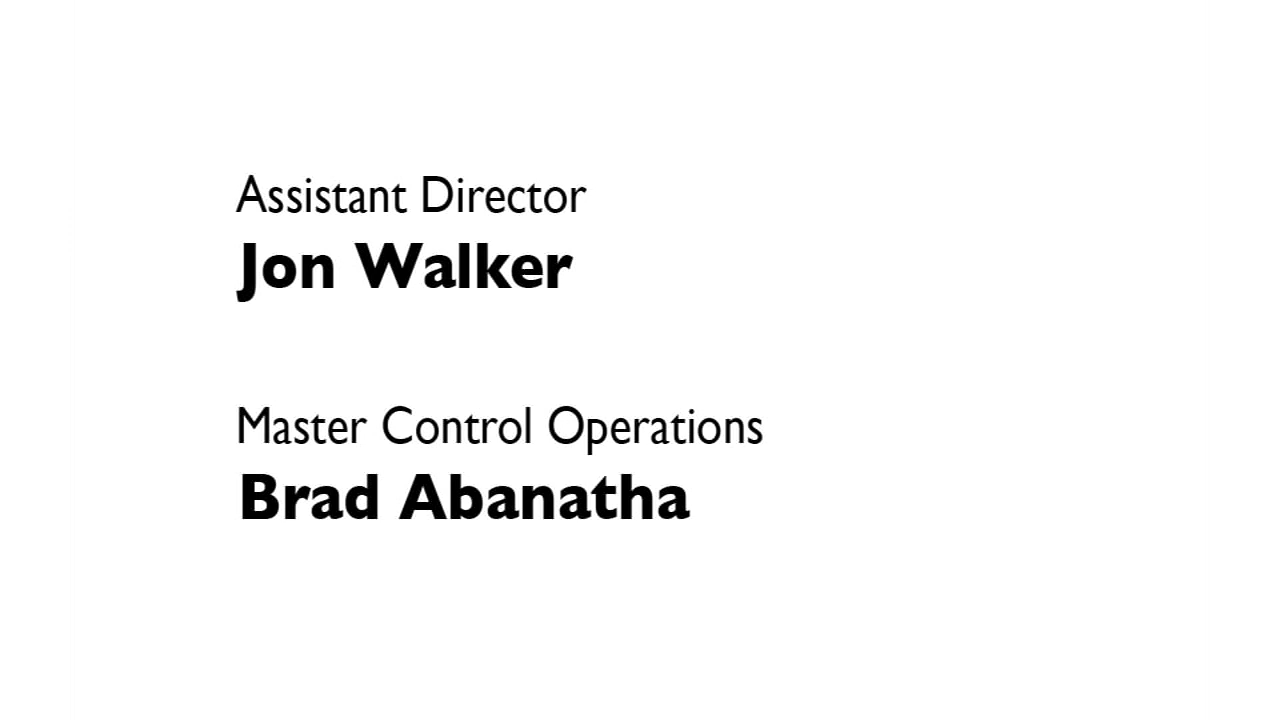 Assistant Director
Jon Walker
Master Control Operations
Brad Abanatha